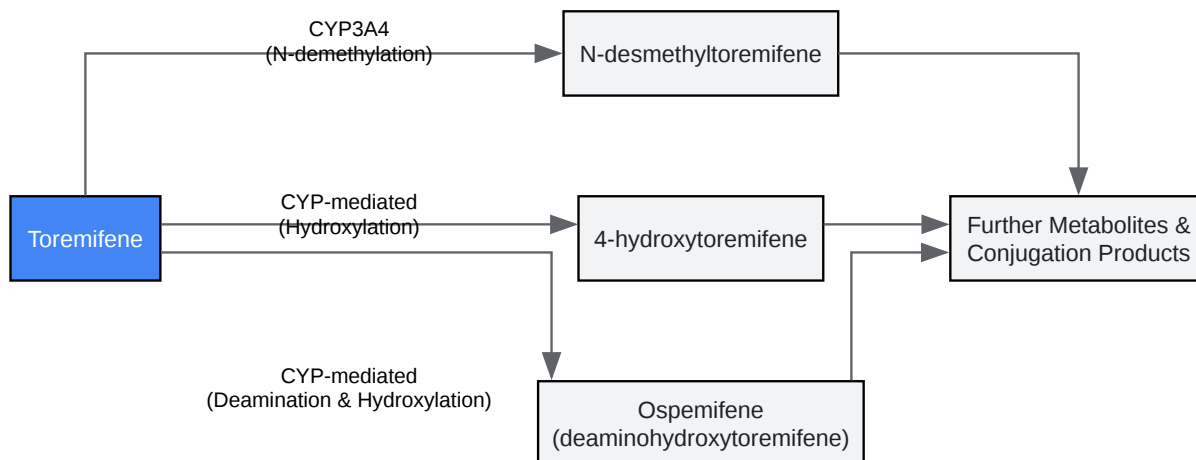 CYP3A4
(N-demethylation)
N-desmethyltoremifene
Toremifene
CYP-mediated
(Hydroxylation)
4-hydroxytoremifene
Further Metabolites &
Conjugation Products
CYP-mediated
(Deamination & Hydroxylation)
Ospemifene
(deaminohydroxytoremifene)